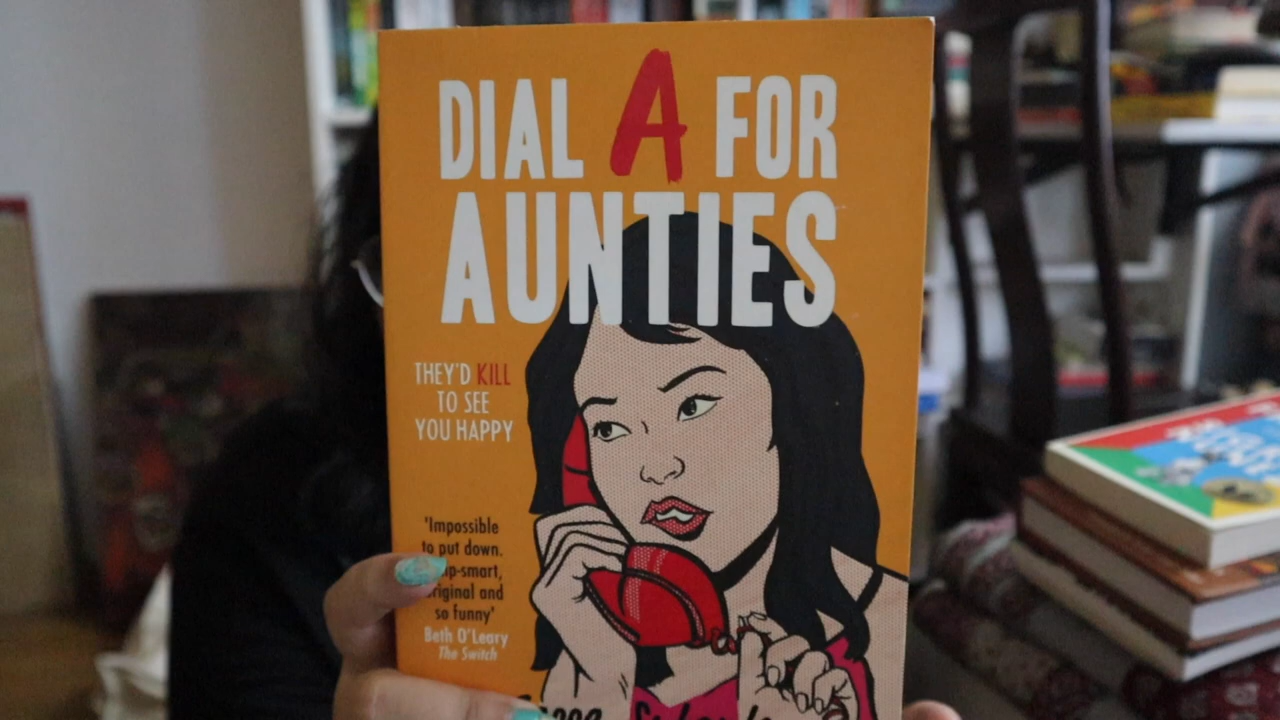 DIAL A FOR
AUNTIES
THEY'D KILL
TO SEE
YOU HAPPY
'Impossible
to put down.
original and
so funny'
Beth O'Leary
The Switch